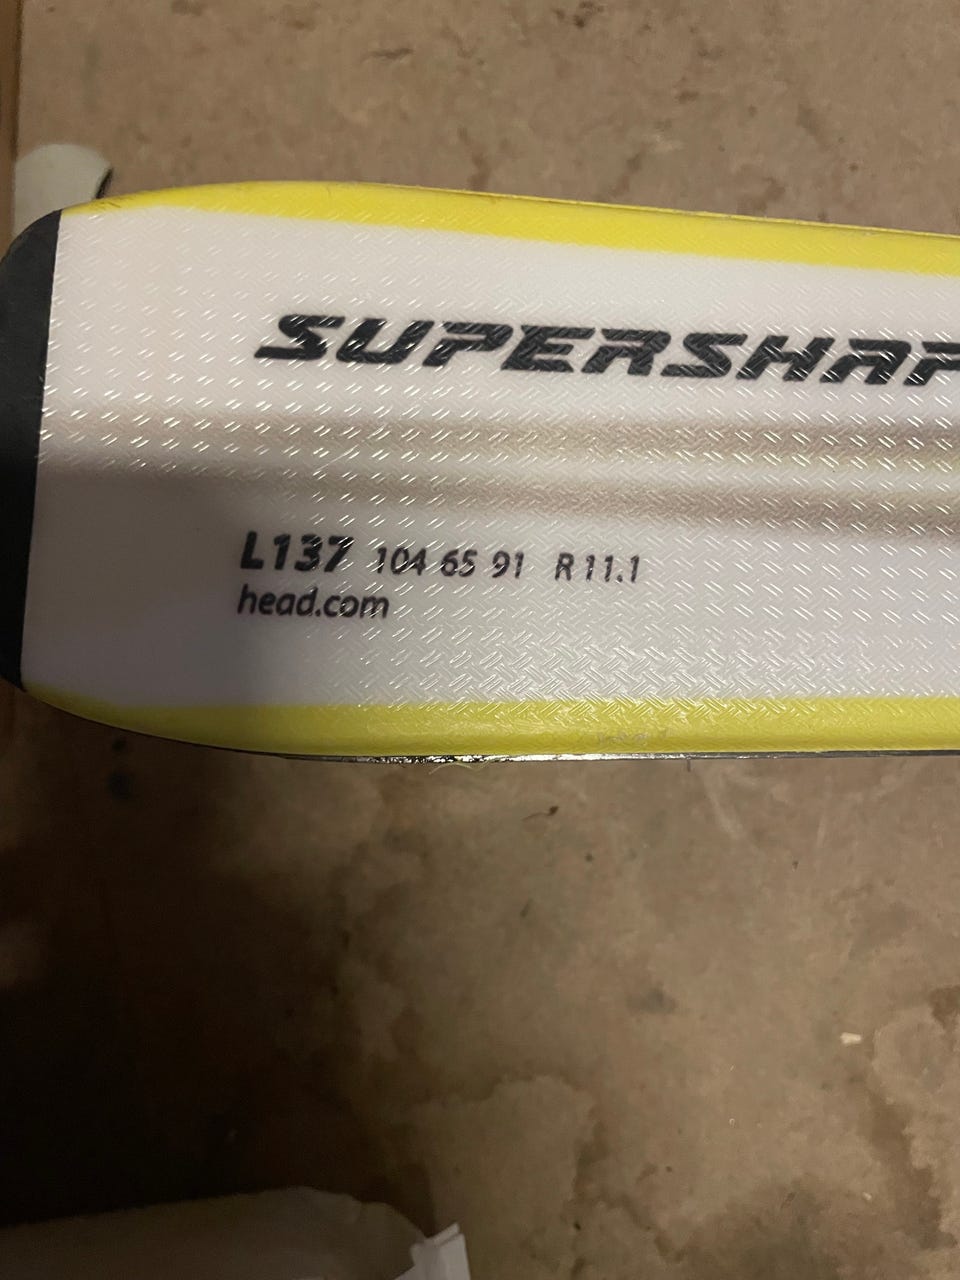 SUPERSHAP
L137 104 65 91 R 11.1
head.com